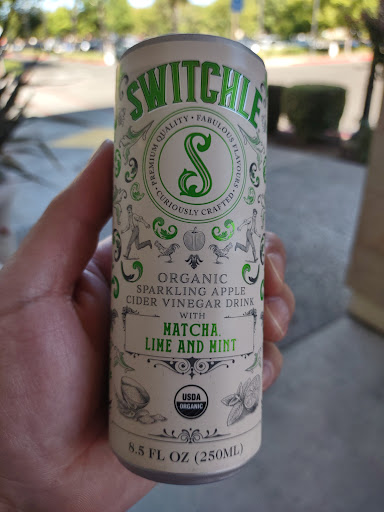 SWITCHLE
PREMIUM QUALITY • FABULOUS FLAVOURS • CURIOUSLY CRAFTED •
S
ORGANIC
SPARKLING APPLE
CIDER VINEGAR DRINK
WITH
MATCHA,
LIME AND MINT
USDA
ORGANIC
8.5 FL OZ (250ML)